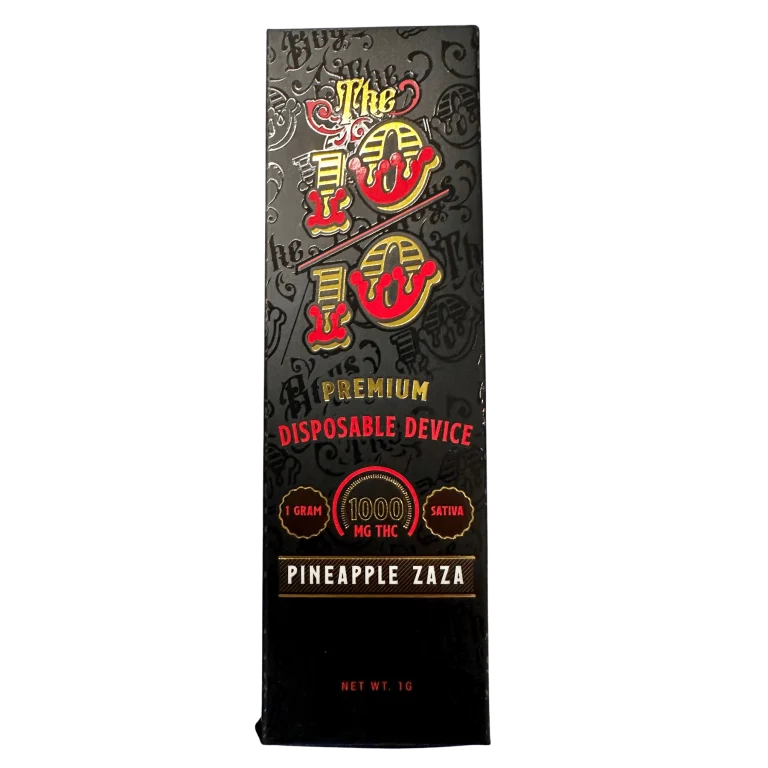 The
10
10
PREMIUM
DISPOSABLE DEVICE
1 GRAM
1000
MG THC
SATIVA
PINEAPPLE ZAZA
NET WT. 1G